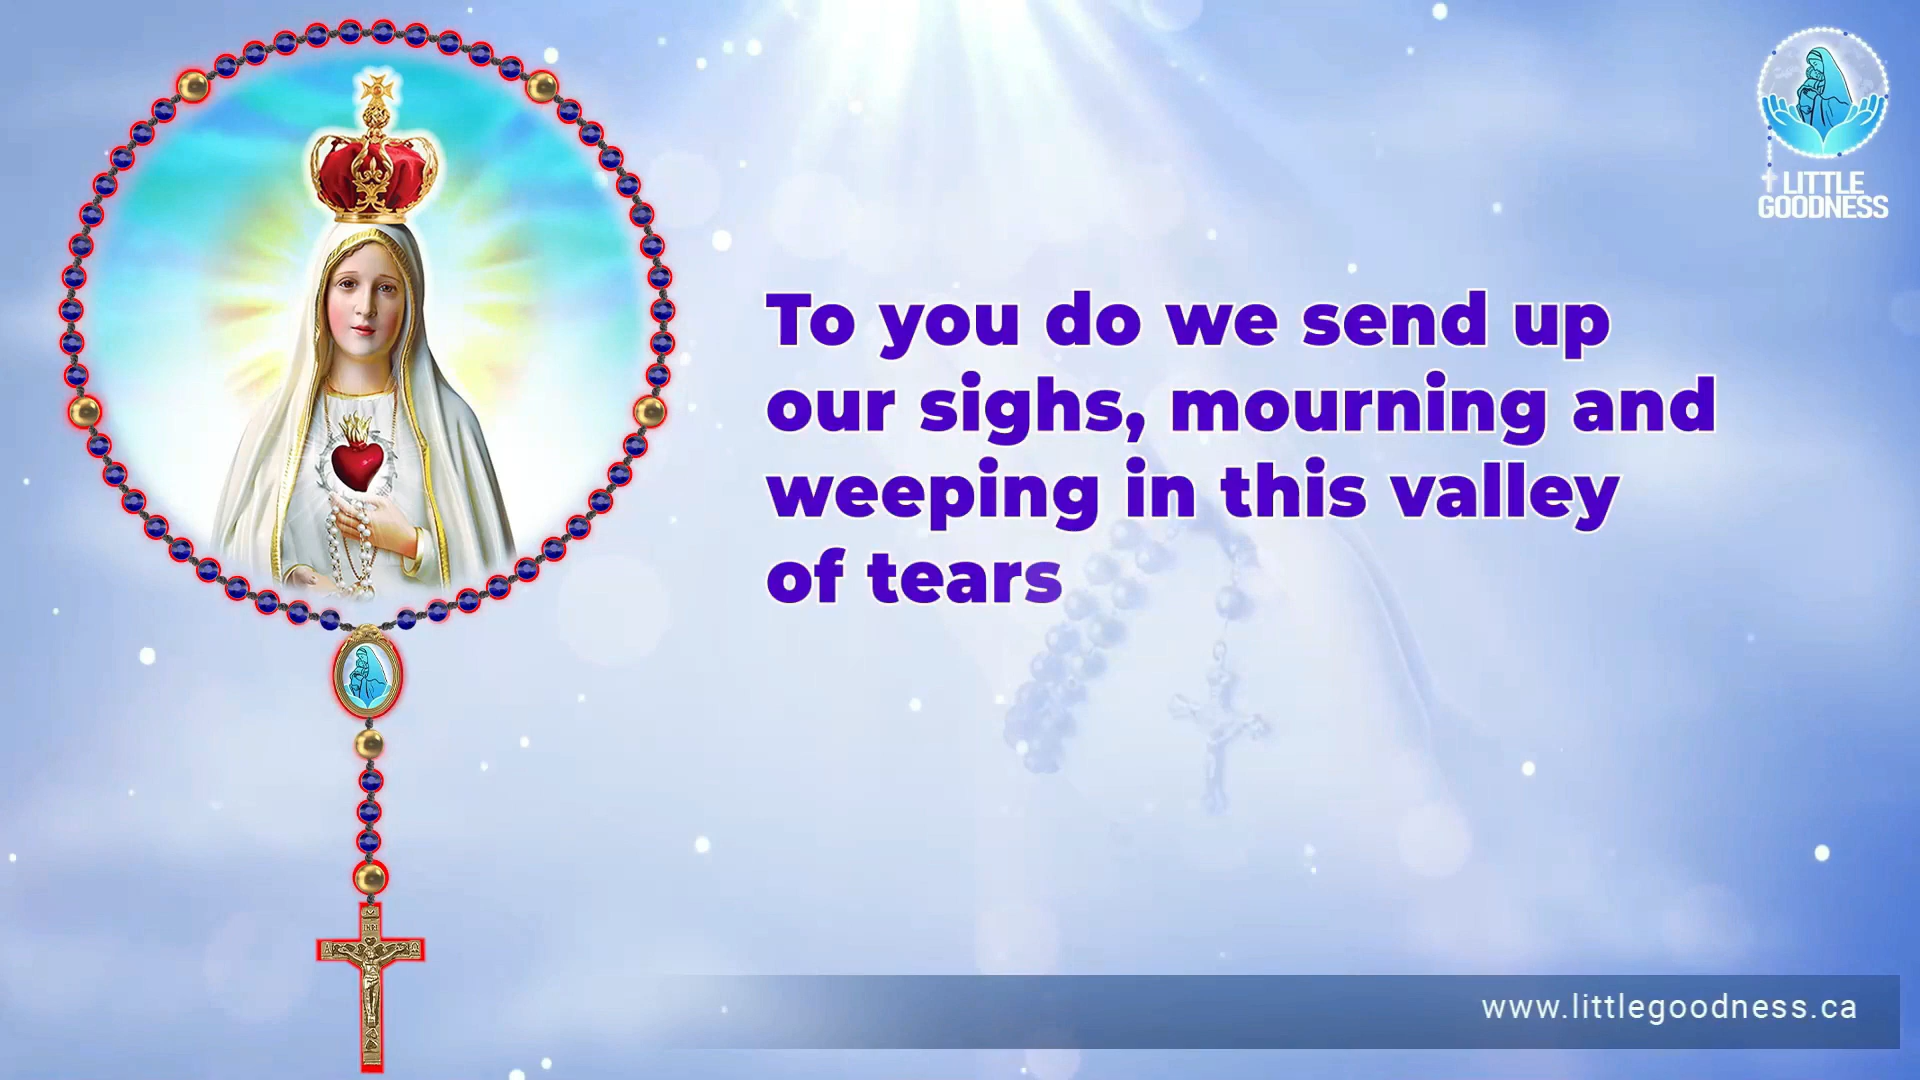 LITTLE
GOODNESS
To you do we send up
our sighs, mourning and
weeping in this valley
of tears
INRI
www.littlegoodness.ca